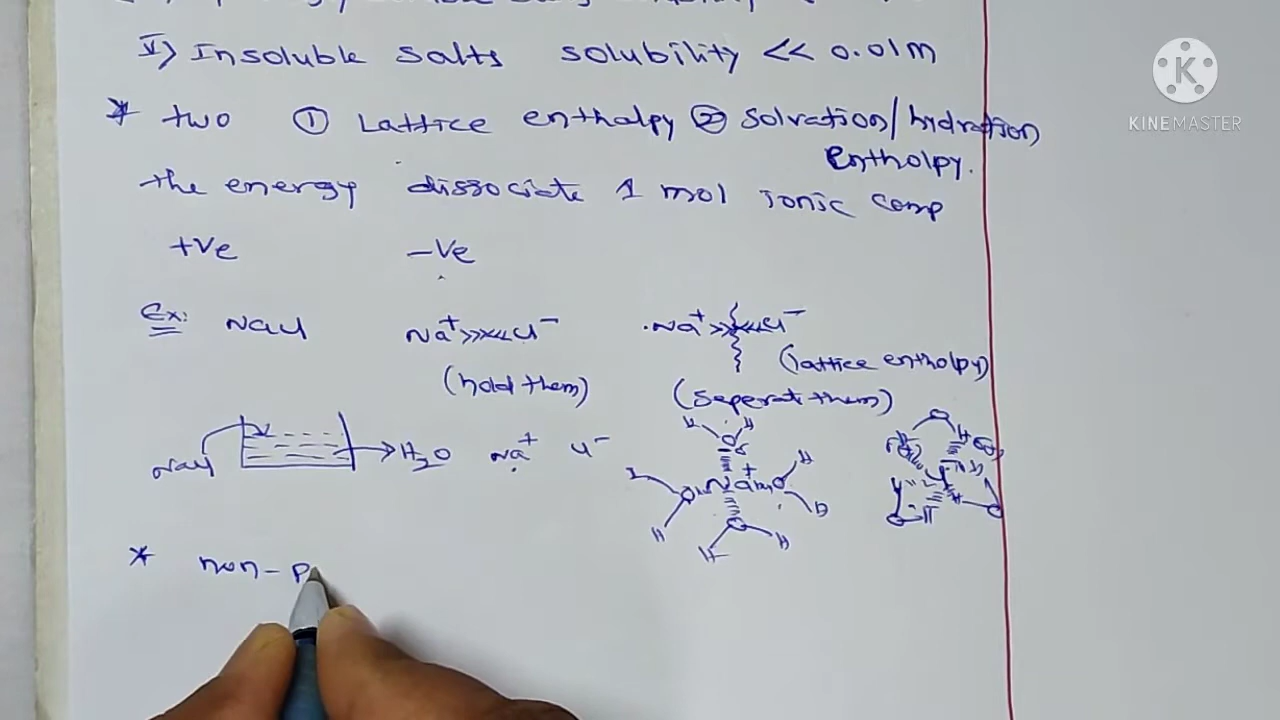 V) Insoluble salts solubility << 0.01M
* two ① Lattice enthalpy ② solvation/hydration
Entholpy.
the energy dissociate 1 mol ionic comp
+ve -ve
Ex: NaCl Na⁺ >>><<< Cl⁻ Na⁺ >>><<< Cl⁻
(lattice enthalpy)
(hold them) (seperate them)
NaCl H₂O Na⁺ Cl⁻
* non-p
K
KINEMASTER